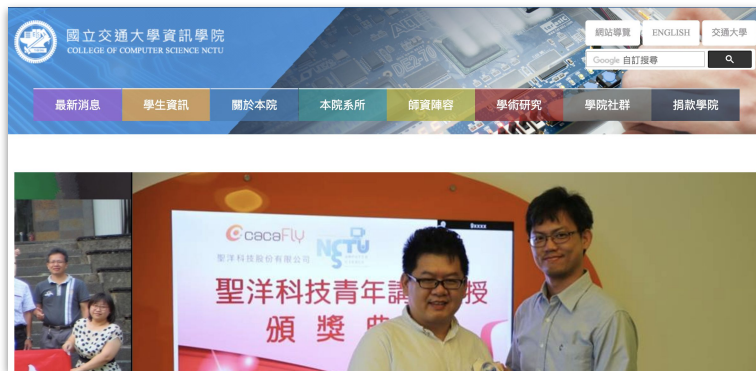 國立交通大學資訊學院
COLLEGE OF COMPUTER SCIENCE NCTU
網站導覽
ENGLISH
交通大學
Google 自訂搜尋
最新消息
學生資訊
關於本院
本院系所
師資陣容
學術研究
學院社群
捐款學院
cacaFly
NCTU
聖洋科技股份有限公司
聖洋科技青年講 授
頒獎典